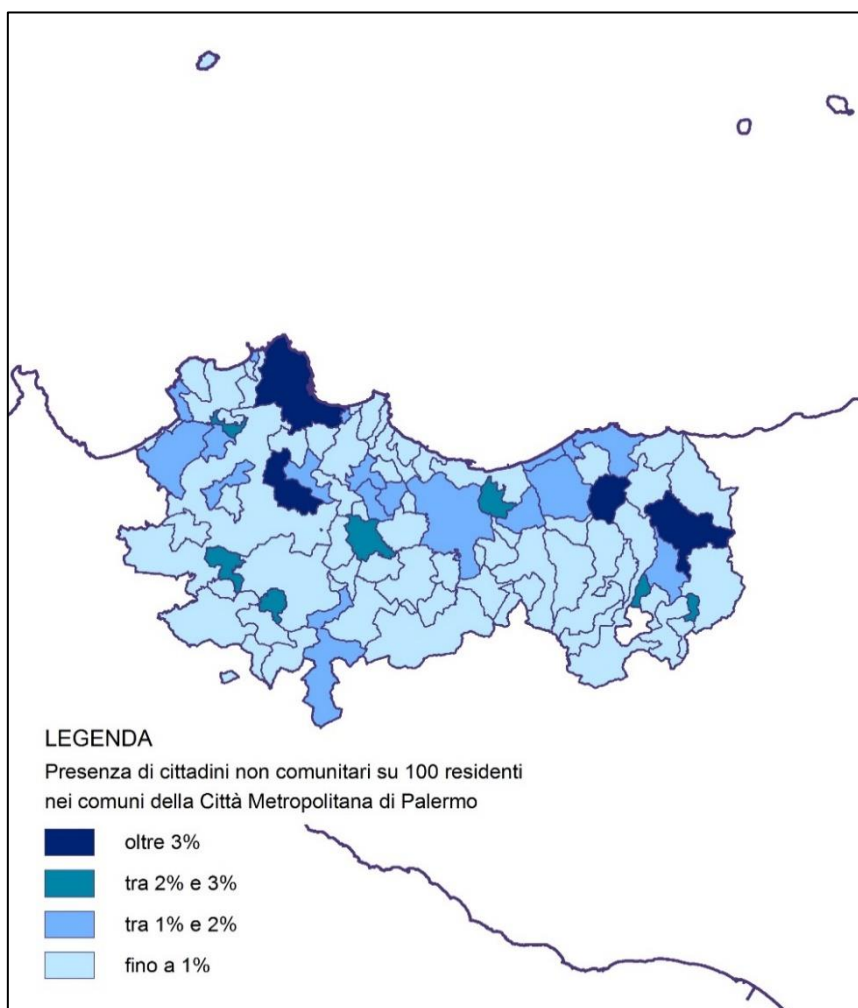 LEGENDA
Presenza di cittadini non comunitari su 100 residenti
nei comuni della Città Metropolitana di Palermo
oltre 3%
tra 2% e 3%
tra 1% e 2%
fino a 1%